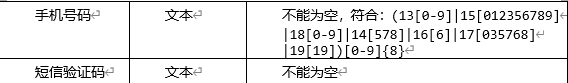 手机号码 文本 不能为空，符合：(13[0-9]|15[012356789]
|18[0-9]|14[578]|16[6]|17[035768]
|19[19])[0-9]{8}
短信验证码 文本 不能为空